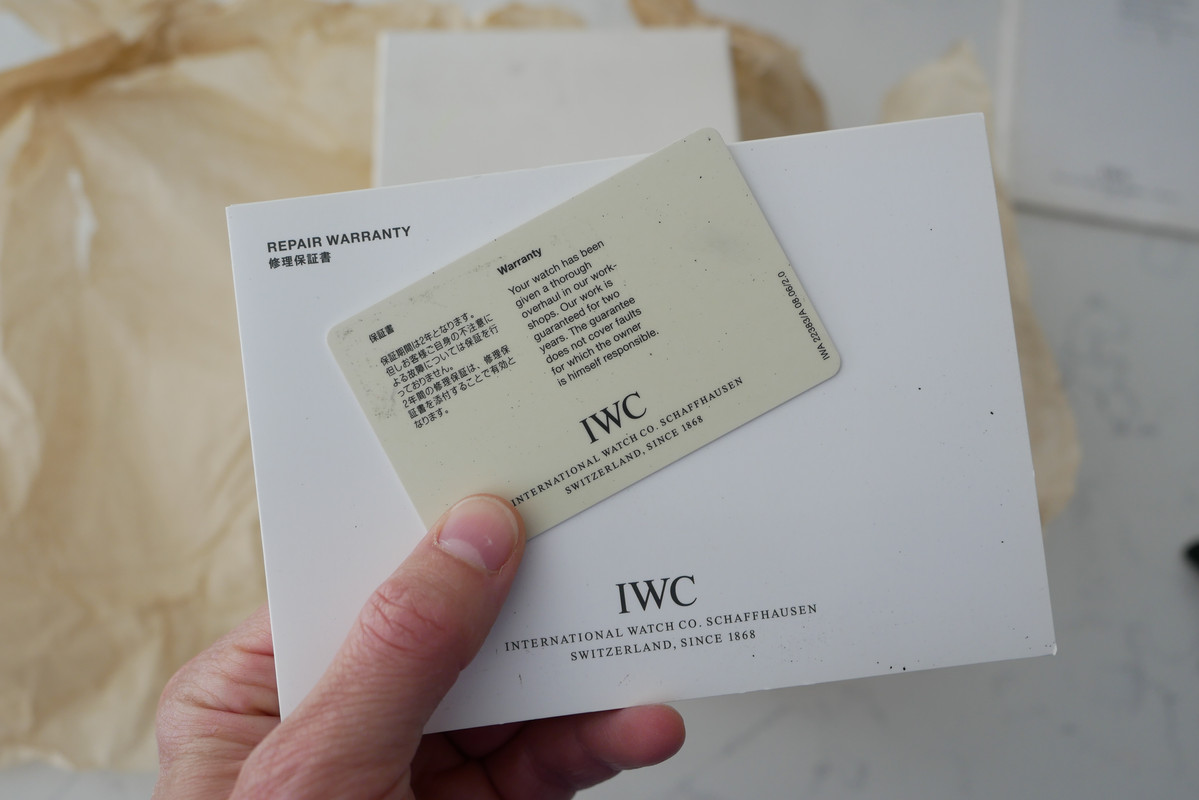 REPAIR WARRANTY
修理保証書
保証書
保証期間は2年となります。
但しお客様ご自身の不注意に
よる故障については保証を行
っておりません。
2年間の修理保証は、修理保
証書を添付することで有効と
なります。
Warranty
Your watch has been
given a thorough
overhaul in our work-
shops. Our work is
guaranteed for two
years. The guarantee
does not cover faults
for which the owner
is himself responsible.
IWA 22383/A 08.06/2.0
IWC
INTERNATIONAL WATCH CO. SCHAFFHAUSEN
SWITZERLAND, SINCE 1868
IWC
INTERNATIONAL WATCH CO. SCHAFFHAUSEN
SWITZERLAND, SINCE 1868